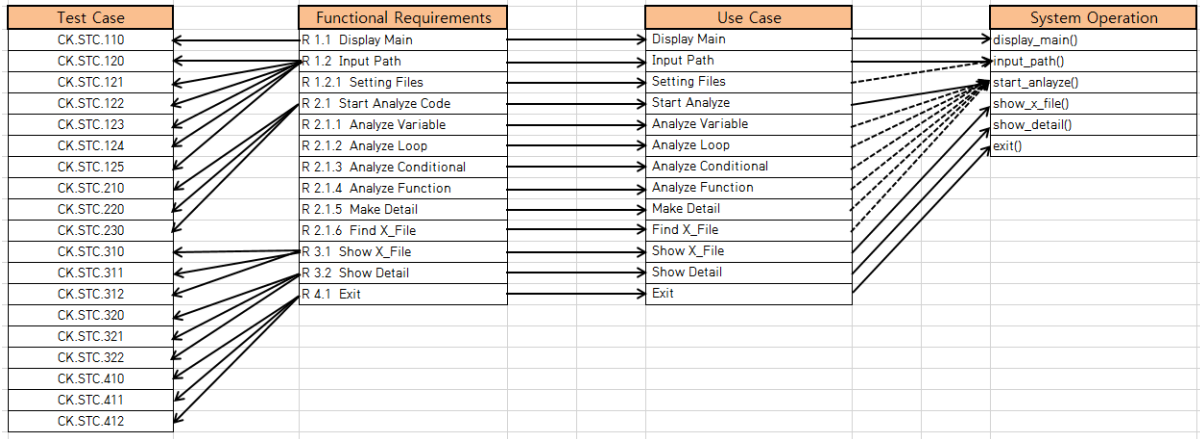 Test Case Functional Requirements Use Case System Operation
CK.STC.110 R 1.1 Display Main Display Main display_main()
CK.STC.120 R 1.2 Input Path Input Path input_path()
CK.STC.121 R 1.2.1 Setting Files Setting Files start_anlayze()
CK.STC.122 R 2.1 Start Analyze Code Start Analyze show_x_file()
CK.STC.123 R 2.1.1 Analyze Variable Analyze Variable show_detail()
CK.STC.124 R 2.1.2 Analyze Loop Analyze Loop exit()
CK.STC.125 R 2.1.3 Analyze Conditional Analyze Conditional
CK.STC.210 R 2.1.4 Analyze Function Analyze Function
CK.STC.220 R 2.1.5 Make Detail Make Detail
CK.STC.230 R 2.1.6 Find X_File Find X_File
CK.STC.310 R 3.1 Show X_File Show X_File
CK.STC.311 R 3.2 Show Detail Show Detail
CK.STC.312 R 4.1 Exit Exit
CK.STC.320
CK.STC.321
CK.STC.322
CK.STC.410
CK.STC.411
CK.STC.412